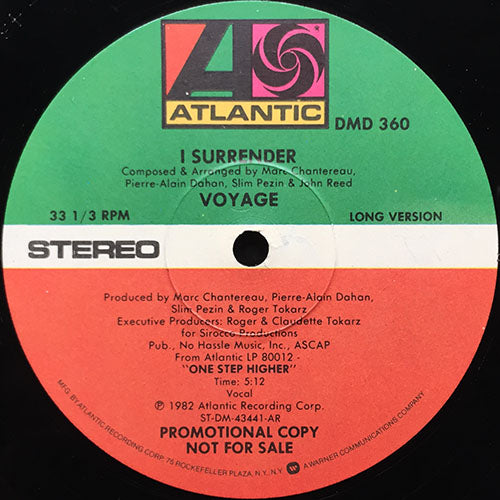 ATLANTIC
DMD 360
I SURRENDER
Composed & Arranged by Marc Chantereau,
Pierre-Alain Dahan, Slim Pezin & John Reed
VOYAGE
33 1/3 RPM
LONG VERSION
STEREO
Produced by Marc Chantereau, Pierre-Alain Dahan,
Slim Pezin & Roger Tokarz
Executive Producers: Roger & Claudette Tokarz
for Sirocco Productions
Pub., No Hassle Music, Inc., ASCAP
From Atlantic LP 80012 -
"ONE STEP HIGHER"
Time: 5:12
Vocal
℗ 1982 Atlantic Recording Corp.
ST-DM-43441-AR
PROMOTIONAL COPY
NOT FOR SALE
MFG. BY ATLANTIC RECORDING CORP. 75 ROCKEFELLER PLAZA, N.Y., N.Y. A WARNER COMMUNICATIONS COMPANY